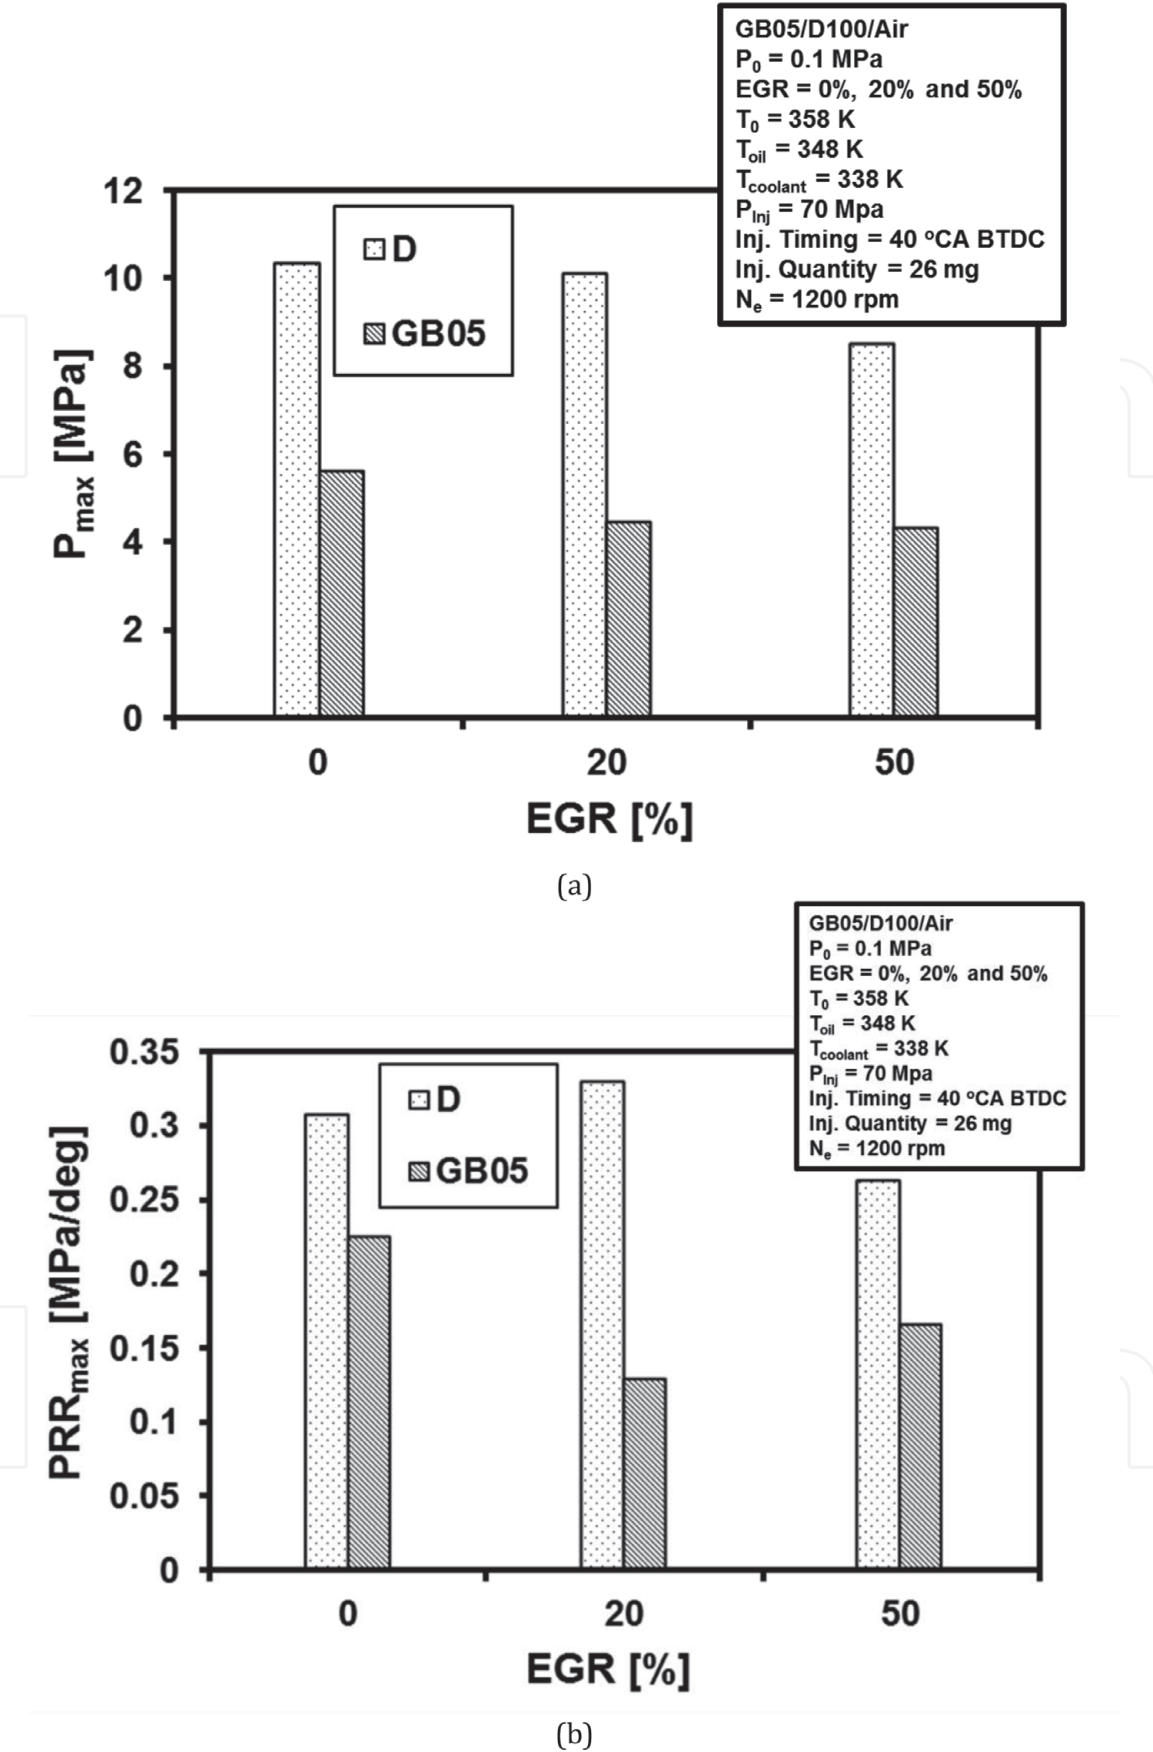 GB05/D100/Air
P0 = 0.1 MPa
EGR = 0%, 20% and 50%
T0 = 358 K
Toil = 348 K
Tcoolant = 338 K
PInj = 70 Mpa
Inj. Timing = 40 oCA BTDC
Inj. Quantity = 26 mg
Ne = 1200 rpm
12
10
8
6
4
2
0
Pmax [MPa]
D
GB05
0 20 50
EGR [%]
(a)
GB05/D100/Air
P0 = 0.1 MPa
EGR = 0%, 20% and 50%
T0 = 358 K
Toil = 348 K
Tcoolant = 338 K
PInj = 70 Mpa
Inj. Timing = 40 oCA BTDC
Inj. Quantity = 26 mg
Ne = 1200 rpm
0.35
0.3
0.25
0.2
0.15
0.1
0.05
0
PRRmax [MPa/deg]
D
GB05
0 20 50
EGR [%]
(b)